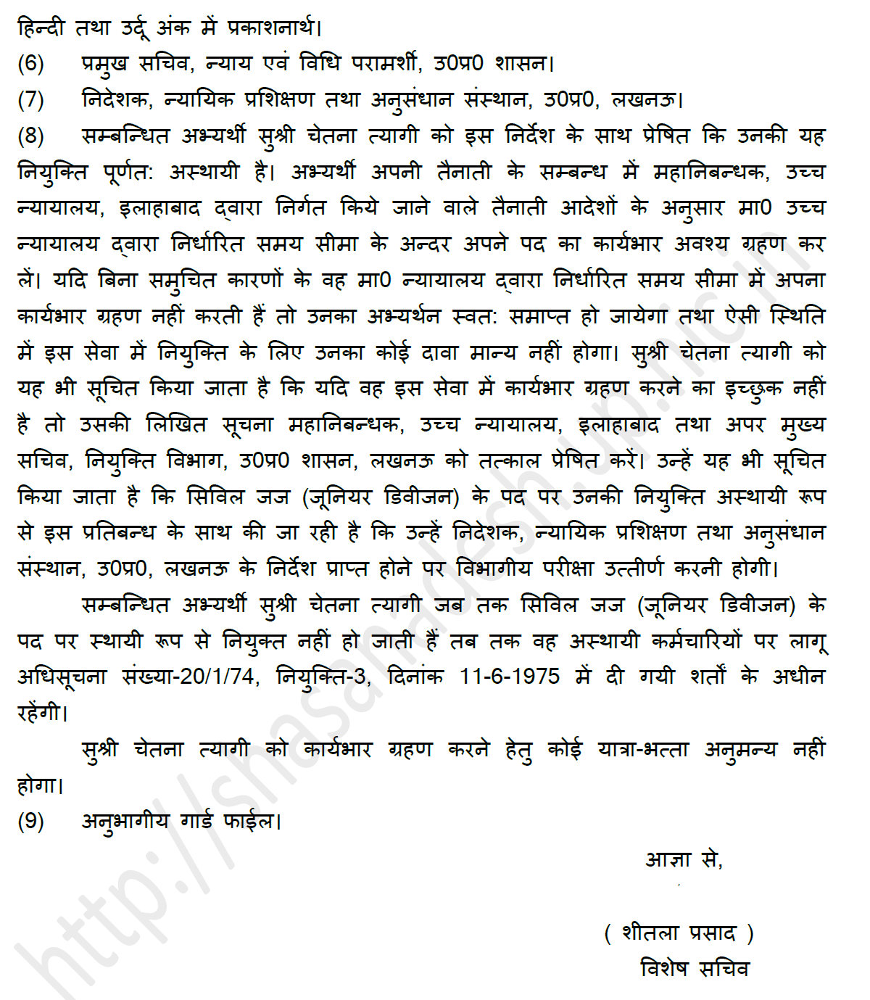 हिन्दी तथा उर्दू अंक में प्रकाशनार्थ।
(6) प्रमुख सचिव, न्याय एवं विधि परामर्शी, उ0प्र0 शासन।
(7) निदेशक, न्यायिक प्रशिक्षण तथा अनुसंधान संस्थान, उ0प्र0, लखनऊ।
(8) सम्बन्धित अभ्यर्थी सुश्री चेतना त्यागी को इस निर्देश के साथ प्रेषित कि उनकी यह
नियुक्ति पूर्णत: अस्थायी है। अभ्यर्थी अपनी तैनाती के सम्बन्ध में महानिबन्धक, उच्च
न्यायालय, इलाहाबाद द्वारा निर्गत किये जाने वाले तैनाती आदेशों के अनुसार मा0 उच्च
न्यायालय द्वारा निर्धारित समय सीमा के अन्दर अपने पद का कार्यभार अवश्य ग्रहण कर
लें। यदि बिना समुचित कारणों के वह मा0 न्यायालय द्वारा निर्धारित समय सीमा में अपना
कार्यभार ग्रहण नहीं करती हैं तो उनका अभ्यर्थन स्वत: समाप्त हो जायेगा तथा ऐसी स्थिति
में इस सेवा में नियुक्ति के लिए उनका कोई दावा मान्य नहीं होगा। सुश्री चेतना त्यागी को
यह भी सूचित किया जाता है कि यदि वह इस सेवा में कार्यभार ग्रहण करने का इच्छुक नहीं
है तो उसकी लिखित सूचना महानिबन्धक, उच्च न्यायालय, इलाहाबाद तथा अपर मुख्य
सचिव, नियुक्ति विभाग, उ0प्र0 शासन, लखनऊ को तत्काल प्रेषित करें। उन्हें यह भी सूचित
किया जाता है कि सिविल जज (जूनियर डिवीजन) के पद पर उनकी नियुक्ति अस्थायी रूप
से इस प्रतिबन्ध के साथ की जा रही है कि उन्हें निदेशक, न्यायिक प्रशिक्षण तथा अनुसंधान
संस्थान, उ0प्र0, लखनऊ के निर्देश प्राप्त होने पर विभागीय परीक्षा उत्तीर्ण करनी होगी।
सम्बन्धित अभ्यर्थी सुश्री चेतना त्यागी जब तक सिविल जज (जूनियर डिवीजन) के
पद पर स्थायी रूप से नियुक्त नहीं हो जाती हैं तब तक वह अस्थायी कर्मचारियों पर लागू
अधिसूचना संख्या-20/1/74, नियुक्ति-3, दिनांक 11-6-1975 में दी गयी शर्तों के अधीन
रहेंगी।
सुश्री चेतना त्यागी को कार्यभार ग्रहण करने हेतु कोई यात्रा-भत्ता अनुमन्य नहीं
होगा।
(9) अनुभागीय गार्ड फाईल।
आज्ञा से,
( शीतला प्रसाद )
विशेष सचिव
http://shasanadesh.up.nic.in